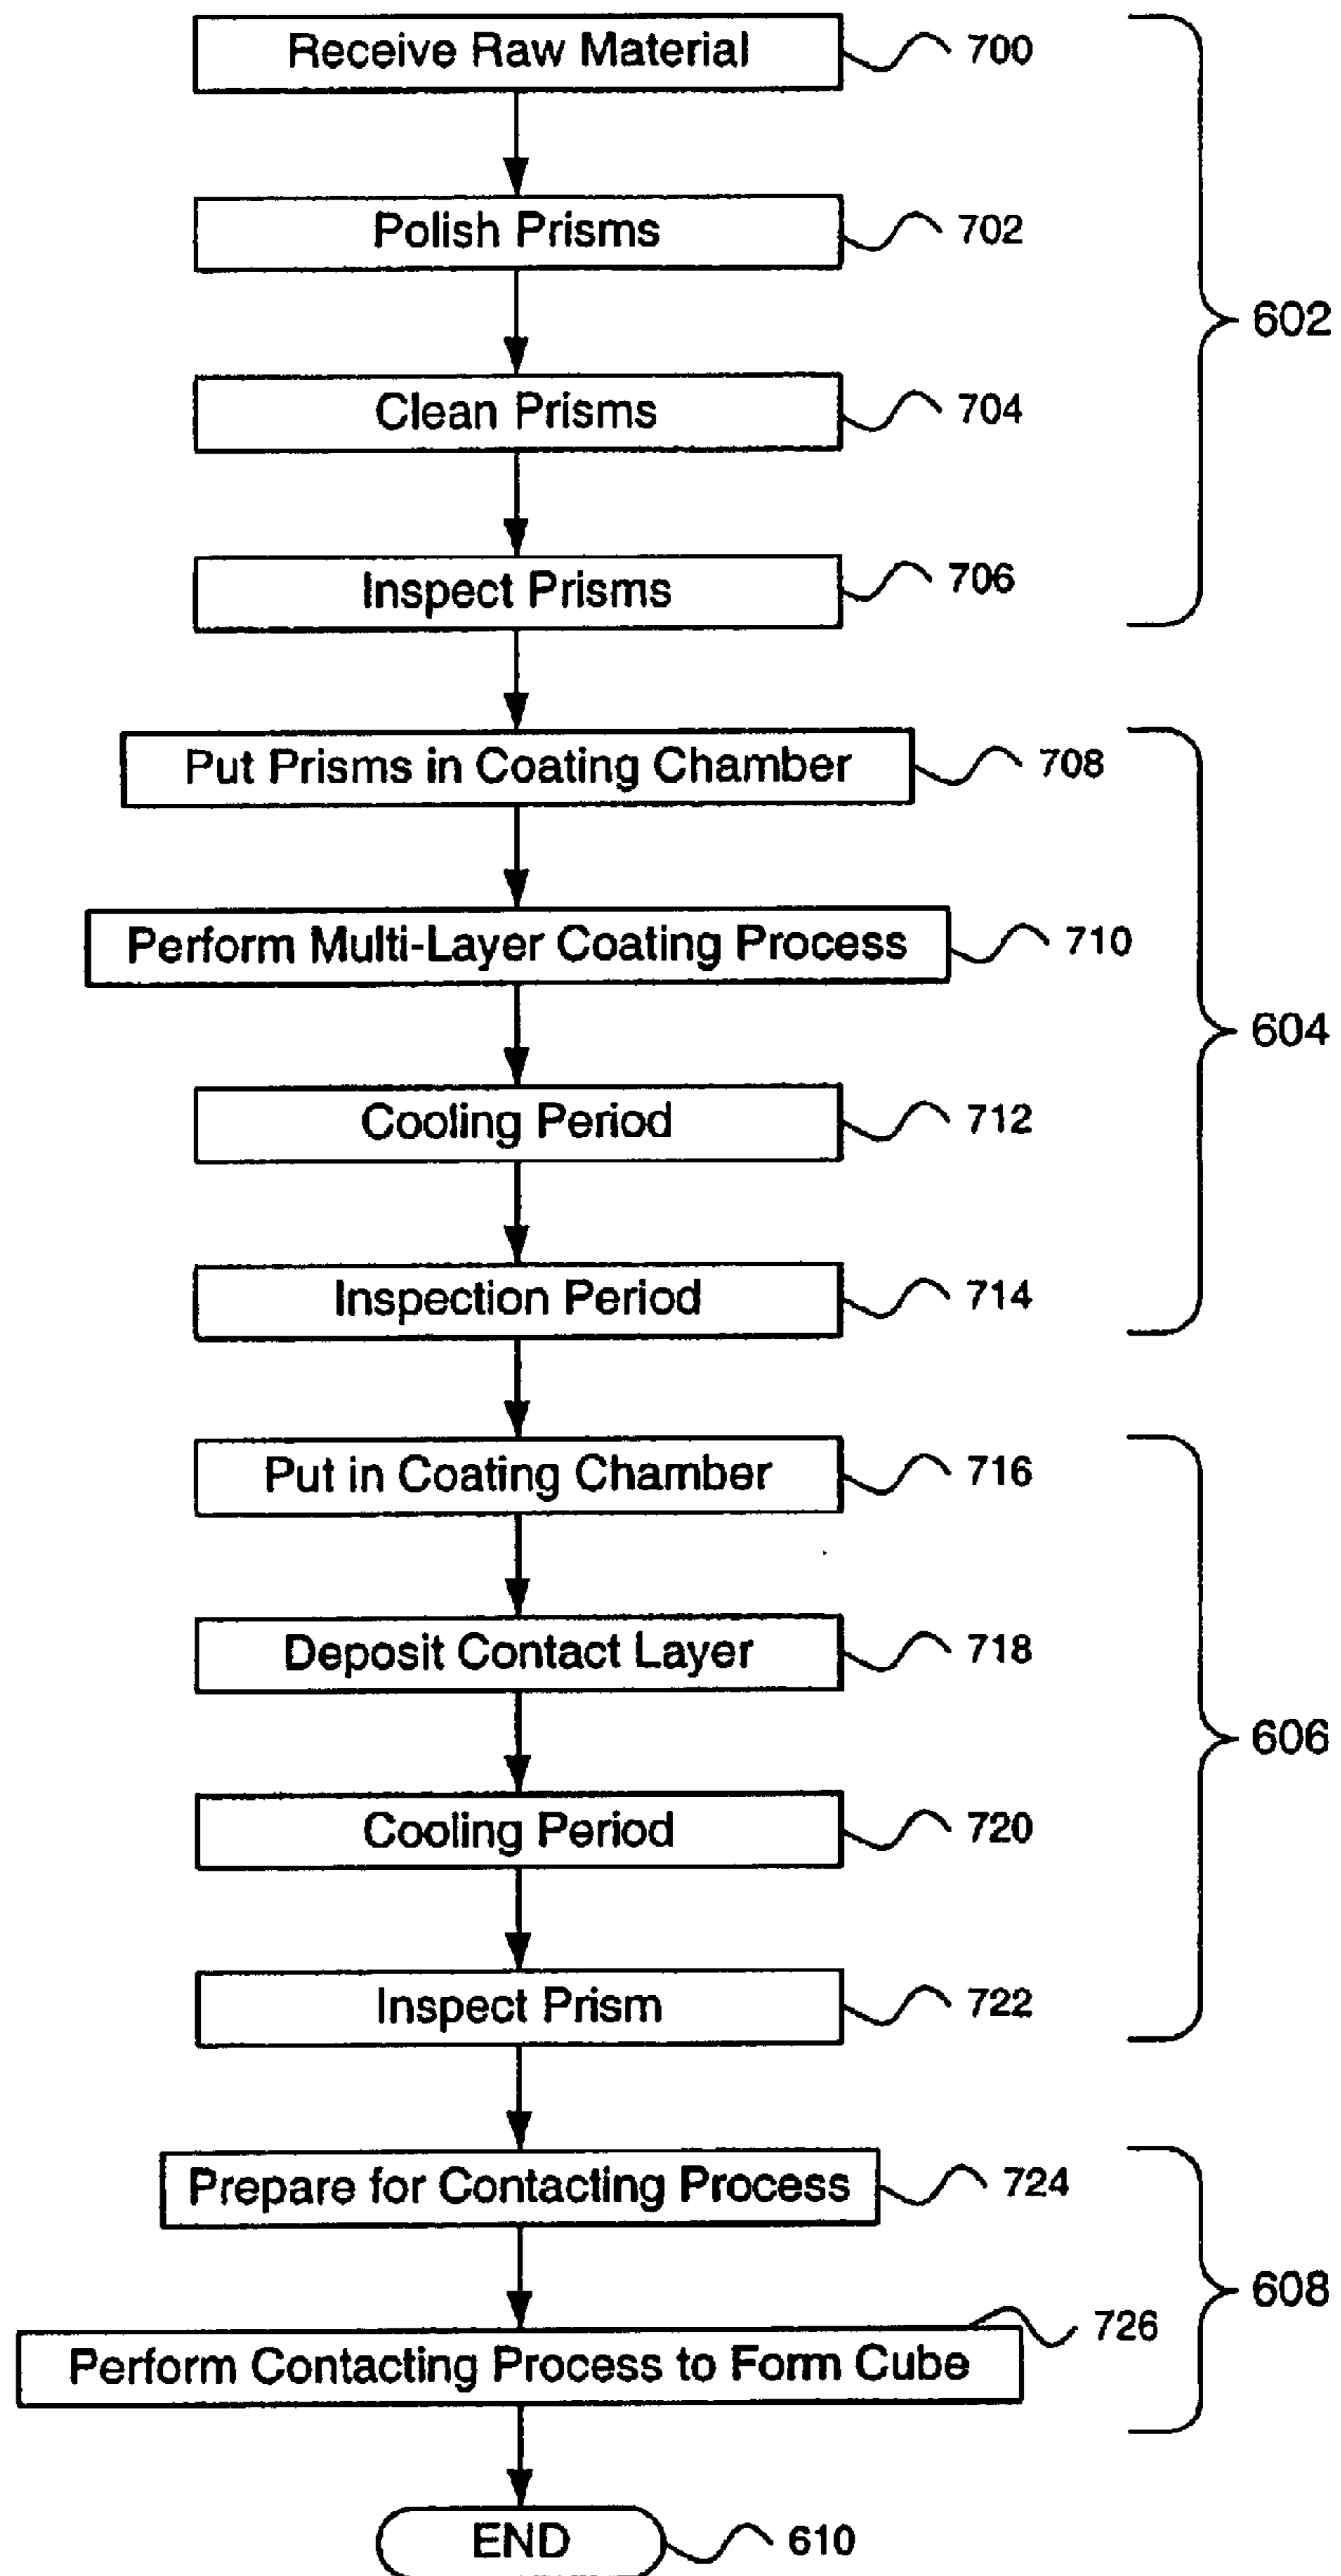 Receive Raw Material 700
Polish Prisms 702
602
Clean Prisms 704
Inspect Prisms 706
Put Prisms in Coating Chamber 708
Perform Multi-Layer Coating Process 710
604
Cooling Period 712
Inspection Period 714
Put in Coating Chamber 716
Deposit Contact Layer 718
606
Cooling Period 720
Inspect Prism 722
Prepare for Contacting Process 724
608
726
Perform Contacting Process to Form Cube
END 610